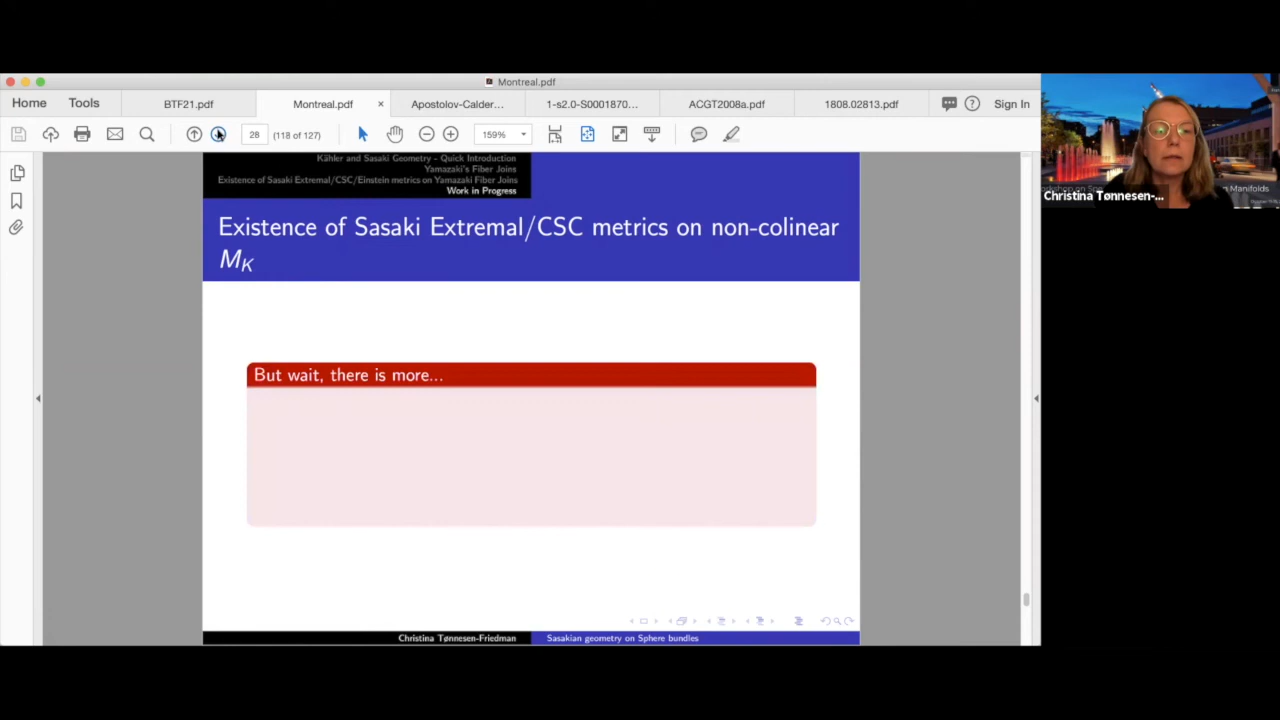 Montreal.pdf
Home
Tools
BTF21.pdf
Montreal.pdf
×
Apostolov-Calder...
1-s2.0-S0001870...
ACGT2008a.pdf
1808.02813.pdf
Sign In
28
(118 of 127)
159%
Kähler and Sasaki Geometry - Quick Introduction
Yamazaki's Fiber Joins
Existence of Sasaki Extremal/CSC/Einstein metrics on Yamazaki Fiber Joins
Work in Progress
Existence of Sasaki Extremal/CSC metrics on non-colinear
M_K
But wait, there is more...
Christina Tønnesen-Friedman
Sasakian geometry on Sphere bundles
Manifolds
Christina Tønnesen-...